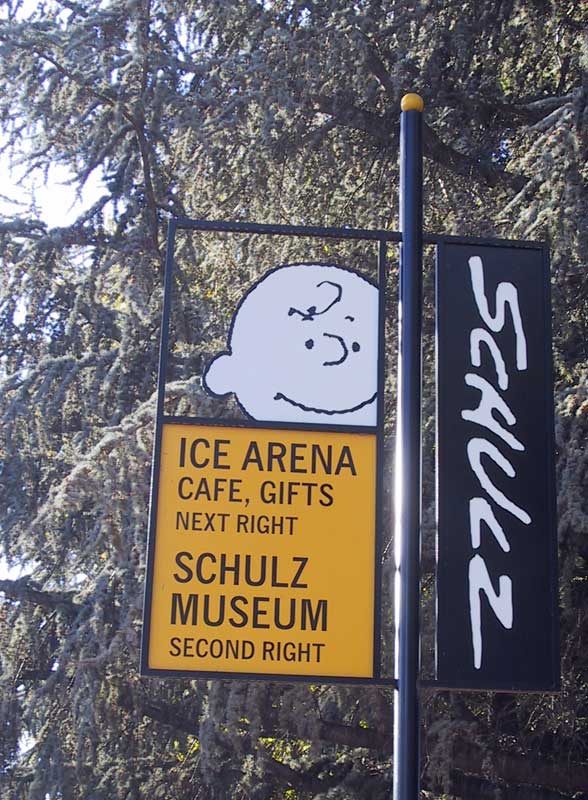 ICE ARENA
CAFE, GIFTS
NEXT RIGHT
SCHULZ
MUSEUM
SECOND RIGHT
SCHULZ